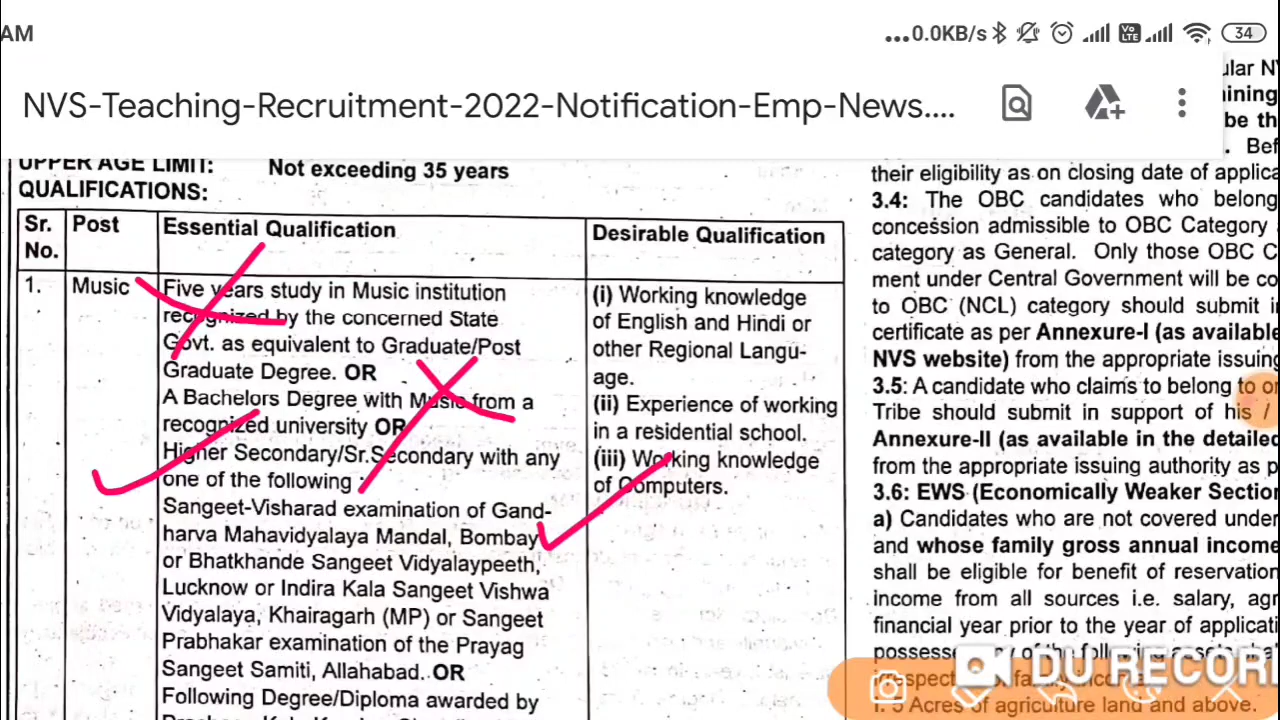 AM
...0.0KB/s
Vo LTE
34
NVS-Teaching-Recruitment-2022-Notification-Emp-News....
UPPER AGE LIMIT: Not exceeding 35 years
QUALIFICATIONS:
Sr. No.
Post
Essential Qualification
Desirable Qualification
1.
Music
Five years study in Music institution
recognized by the concerned State
Govt. as equivalent to Graduate/Post
Graduate Degree. OR
A Bachelors Degree with Music from a
recognized university OR
Higher Secondary/Sr.Secondary with any
one of the following :
Sangeet-Visharad examination of Gand-
harva Mahavidyalaya Mandal, Bombay
or Bhatkhande Sangeet Vidyalaypeeth,
Lucknow or Indira Kala Sangeet Vishwa
Vidyalaya, Khairagarh (MP) or Sangeet
Prabhakar examination of the Prayag
Sangeet Samiti, Allahabad. OR
Following Degree/Diploma awarded by
(i) Working knowledge
of English and Hindi or
other Regional Langu-
age.
(ii) Experience of working
in a residential school.
(iii) Working knowledge
of Computers.
be th
. Bef
their eligibility as on closing date of applica
3.4: The OBC candidates who belong
concession admissible to OBC Category
category as General. Only those OBC C
ment under Central Government will be co
to OBC (NCL) category should submit i
certificate as per Annexure-I (as available
NVS website) from the appropriate issuing
3.5: A candidate who claims to belong to
Tribe should submit in support of his /
Annexure-II (as available in the detailed
from the appropriate issuing authority as p
3.6: EWS (Economically Weaker Section
a) Candidates who are not covered under
and whose family gross annual income
shall be eligible for benefit of reservation
income from all sources i.e. salary, agr
financial year prior to the year of applicati
DU RECOR
5 Acres of agriculture land and above.